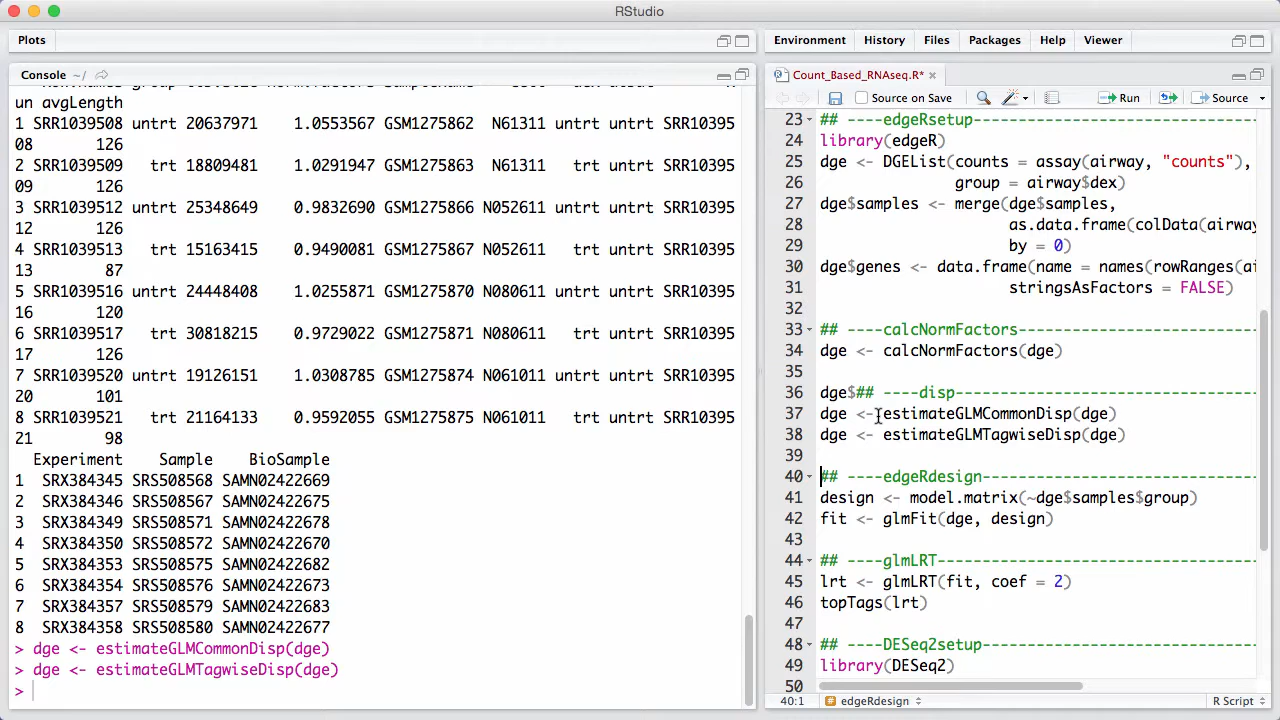 RStudio
Plots
Console ~/
un avgLength
1 SRR1039508 untrt 20637971 1.0553567 GSM1275862 N61311 untrt untrt SRR10395
08 126
2 SRR1039509 trt 18809481 1.0291947 GSM1275863 N61311 trt untrt SRR10395
09 126
3 SRR1039512 untrt 25348649 0.9832690 GSM1275866 N052611 untrt untrt SRR10395
12 126
4 SRR1039513 trt 15163415 0.9490081 GSM1275867 N052611 trt untrt SRR10395
13 87
5 SRR1039516 untrt 24448408 1.0255871 GSM1275870 N080611 untrt untrt SRR10395
16 120
6 SRR1039517 trt 30818215 0.9729022 GSM1275871 N080611 trt untrt SRR10395
17 126
7 SRR1039520 untrt 19126151 1.0308785 GSM1275874 N061011 untrt untrt SRR10395
20 101
8 SRR1039521 trt 21164133 0.9592055 GSM1275875 N061011 trt untrt SRR10395
21 98
Experiment Sample BioSample
1 SRX384345 SRS508568 SAMN02422669
2 SRX384346 SRS508567 SAMN02422675
3 SRX384349 SRS508571 SAMN02422678
4 SRX384350 SRS508572 SAMN02422670
5 SRX384353 SRS508575 SAMN02422682
6 SRX384354 SRS508576 SAMN02422673
7 SRX384357 SRS508579 SAMN02422683
8 SRX384358 SRS508580 SAMN02422677
> dge <- estimateGLMCommonDisp(dge)
> dge <- estimateGLMTagwiseDisp(dge)
>
Environment History Files Packages Help Viewer
Count_Based_RNAseq.R*
Source on Save Run Source
23 ## ----edgeRsetup-----------------------------------
24 library(edgeR)
25 dge <- DGEList(counts = assay(airway, "counts"),
26 group = airway$dex)
27 dge$samples <- merge(dge$samples,
28 as.data.frame(colData(airway
29 by = 0)
30 dge$genes <- data.frame(name = names(rowRanges(ai
31 stringsAsFactors = FALSE)
32
33 ## ----calcNormFactors---------------------------
34 dge <- calcNormFactors(dge)
35
36 dge$## ----disp----------------------------------
37 dge <- estimateGLMCommonDisp(dge)
38 dge <- estimateGLMTagwiseDisp(dge)
39
40 ## ----edgeRdesign-------------------------------
41 design <- model.matrix(~dge$samples$group)
42 fit <- glmFit(dge, design)
43
44 ## ----glmLRT------------------------------------
45 lrt <- glmLRT(fit, coef = 2)
46 topTags(lrt)
47
48 ## ----DESeq2setup-------------------------------
49 library(DESeq2)
50
40:1 # edgeRdesign R Script